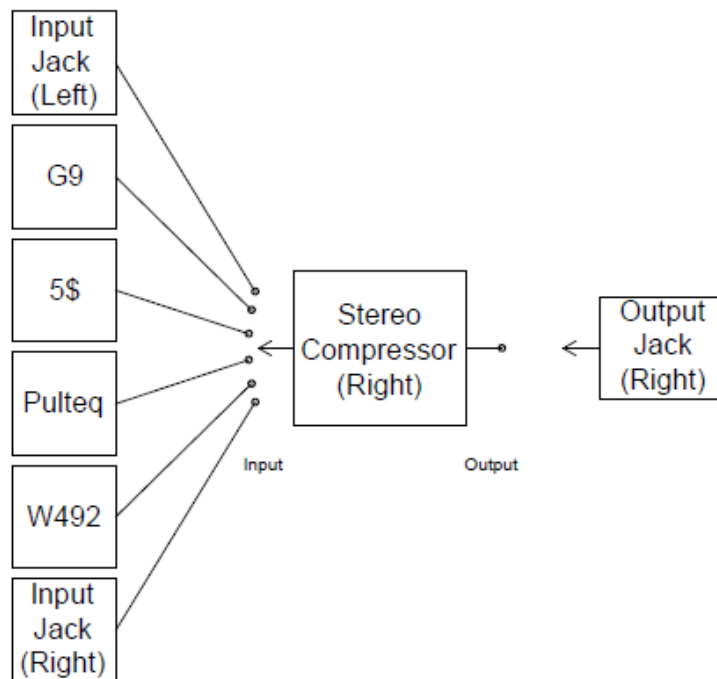 Input
Jack
(Left)
G9
5$
Pulteq
W492
Input
Jack
(Right)
Stereo
Compressor
(Right)
Output
Jack
(Right)
Input
Output